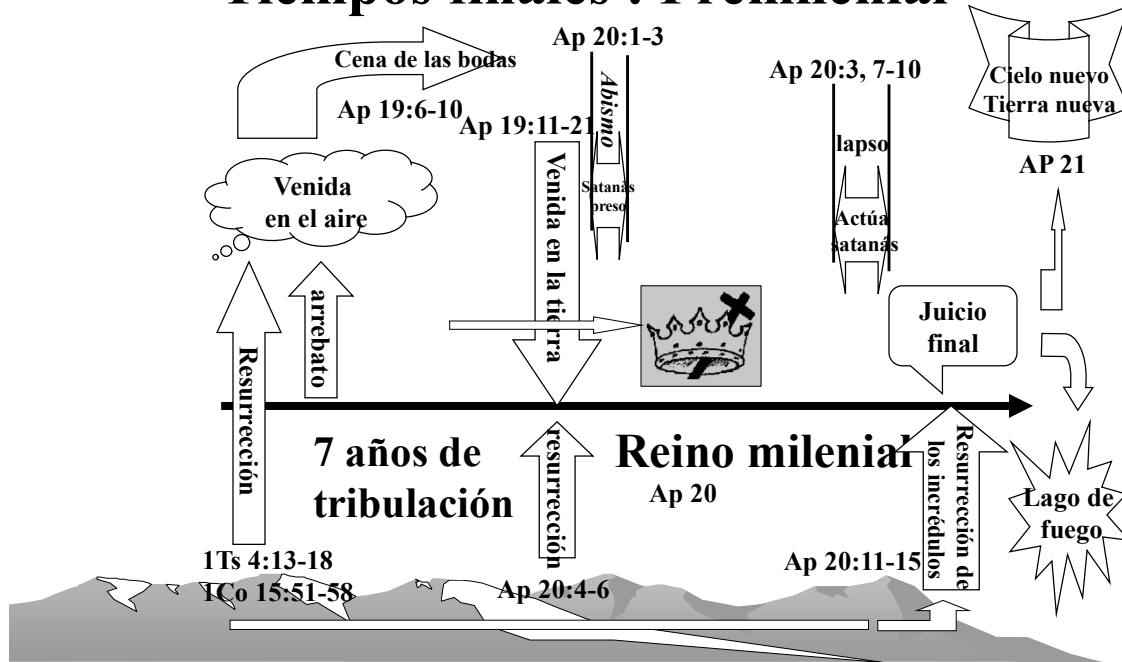 Tiempos finales : Premilenial
Cena de las bodas
Ap 19:6-10
Ap 20:1-3
Abismo
Satanàs
preso
Ap 19:11-21
Venida en la tierra
Ap 20:3, 7-10
lapso
Actúa
satanás
Cielo nuevo
Tierra nueva
AP 21
Venida
en el aire
Resurrección
arrebato
Juicio
final
7 años de
tribulación
resurrección
Reino milenial
Ap 20
Resurrección de
los incrédulos
Lago de
fuego
1Ts 4:13-18
1Co 15:51-58
Ap 20:4-6
Ap 20:11-15